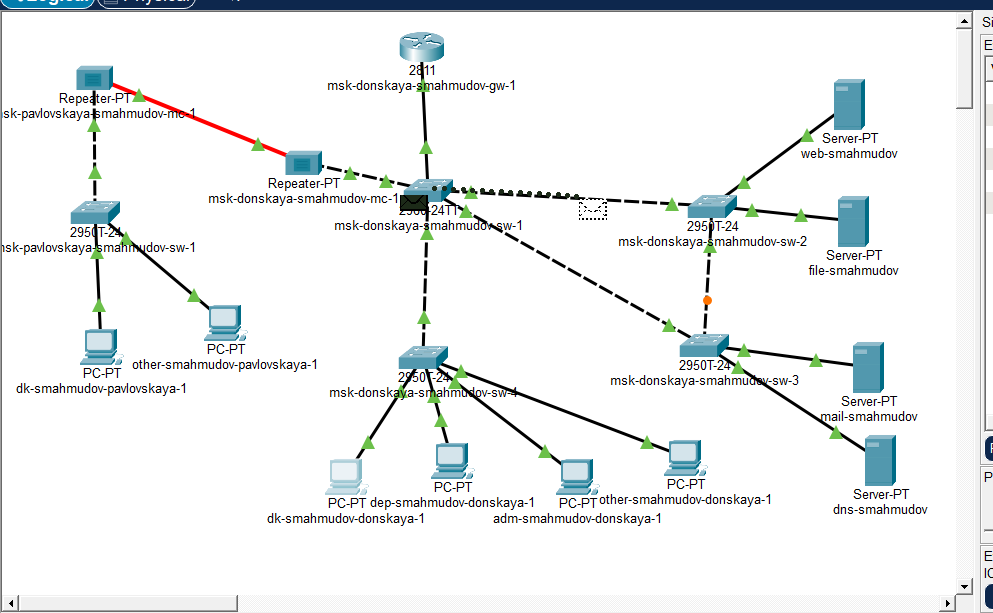 Physical
Si
E
2811
msk-donskaya-smahmudov-gw-1
Repeater-PT
msk-pavlovskaya-smahmudov-mc-1
Server-PT
web-smahmudov
Repeater-PT
msk-donskaya-smahmudov-mc-1
2960-24TT
msk-donskaya-smahmudov-sw-1
2950T-24
msk-donskaya-smahmudov-sw-2
2950T-24
msk-pavlovskaya-smahmudov-sw-1
Server-PT
file-smahmudov
PC-PT
other-smahmudov-pavlovskaya-1
PC-PT
dk-smahmudov-pavlovskaya-1
2950T-24
msk-donskaya-smahmudov-sw-4
2950T-24
msk-donskaya-smahmudov-sw-3
Server-PT
mail-smahmudov
PC-PT
dk-smahmudov-donskaya-1
PC-PT
dep-smahmudov-donskaya-1
PC-PT
adm-smahmudov-donskaya-1
PC-PT
other-smahmudov-donskaya-1
Server-PT
dns-smahmudov
P
E
IC